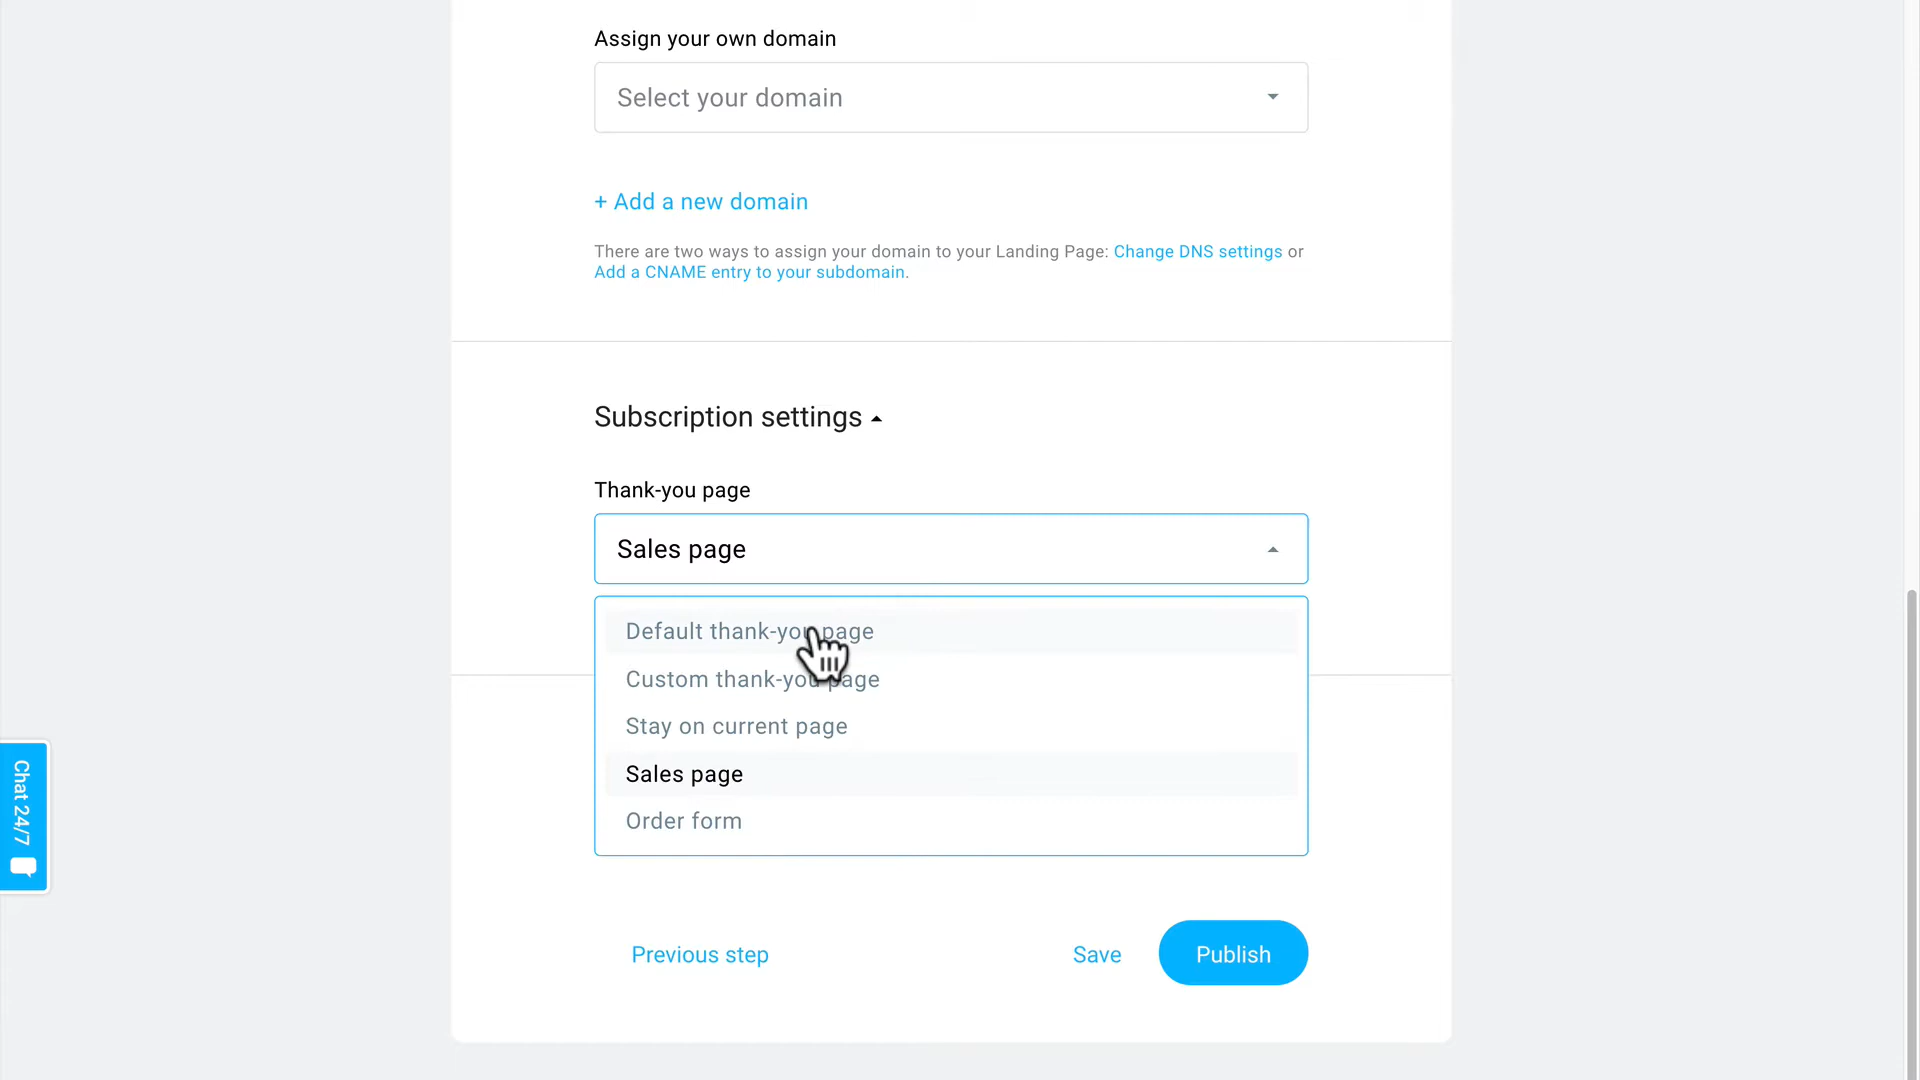 Assign your own domain
Select your domain
+ Add a new domain
There are two ways to assign your domain to your Landing Page: Change DNS settings or
Add a CNAME entry to your subdomain.
Subscription settings
Thank-you page
Sales page
Default thank-you page
Custom thank-you page
Stay on current page
Sales page
Order form
Chat 24/7
Previous step
Save
Publish